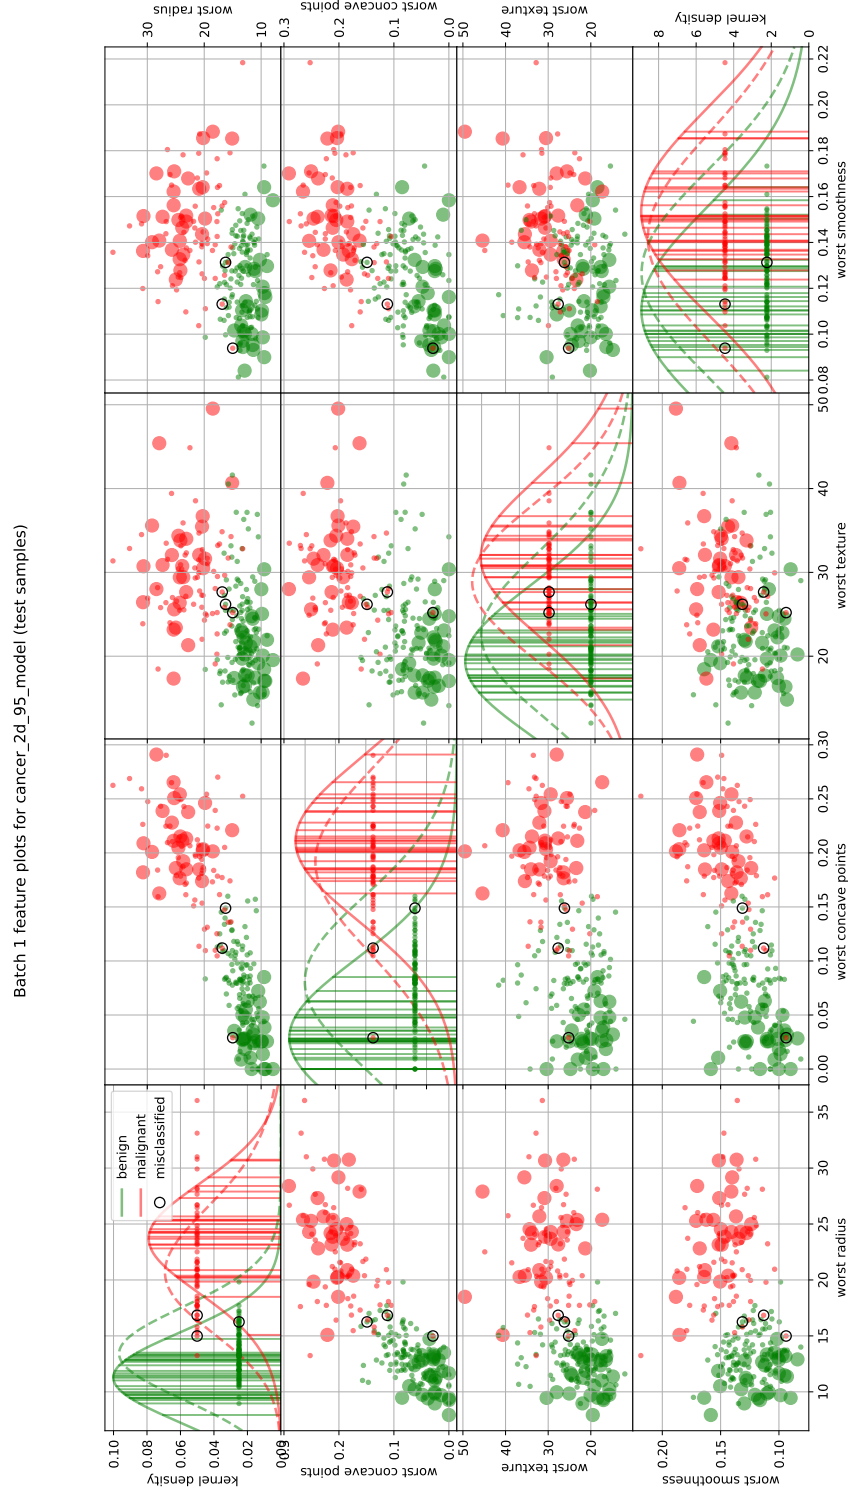 Batch 1 feature plots for cancer_2d_95_model (test samples)
kernel density
0.10
0.08
0.06
0.04
0.02
benign
malignant
misclassified
30
20
10
worst radius
worst concave points
0.2
0.1
0.0
0.3
0.2
0.1
0.0
worst concave points
worst texture
50
40
30
20
50
40
30
20
worst texture
worst smoothness
0.20
0.15
0.10
8
6
4
2
0
kernel density
10 15 20 25 30 35
0.00 0.05 0.10 0.15 0.20 0.25
20 30 40 50
0.08 0.10 0.12 0.14 0.16 0.18 0.20 0.22
worst radius
worst concave points
worst texture
worst smoothness